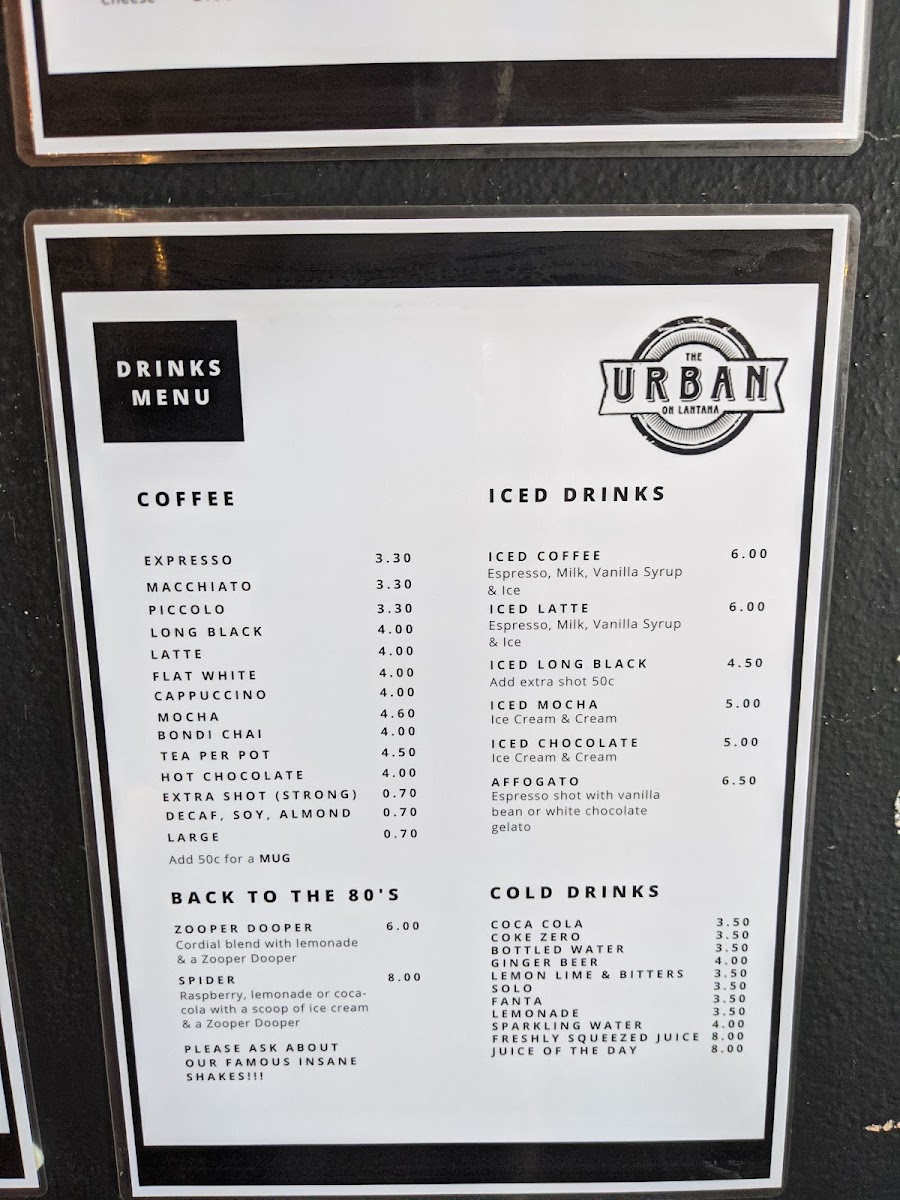 DRINKS
MENU
THE
URBAN
ON LANTANA
COFFEE
EXPRESSO 3.30
MACCHIATO 3.30
PICCOLO 3.30
LONG BLACK 4.00
LATTE 4.00
FLAT WHITE 4.00
CAPPUCCINO 4.00
MOCHA 4.60
BONDI CHAI 4.00
TEA PER POT 4.50
HOT CHOCOLATE 4.00
EXTRA SHOT (STRONG) 0.70
DECAF, SOY, ALMOND 0.70
LARGE 0.70
Add 50c for a MUG
BACK TO THE 80'S
ZOOPER DOOPER 6.00
Cordial blend with lemonade
& a Zooper Dooper
SPIDER 8.00
Raspberry, lemonade or coca-
cola with a scoop of ice cream
& a Zooper Dooper
PLEASE ASK ABOUT
OUR FAMOUS INSANE
SHAKES!!!
ICED DRINKS
ICED COFFEE 6.00
Espresso, Milk, Vanilla Syrup
& Ice
ICED LATTE 6.00
Espresso, Milk, Vanilla Syrup
& Ice
ICED LONG BLACK 4.50
Add extra shot 50c
ICED MOCHA 5.00
Ice Cream & Cream
ICED CHOCOLATE 5.00
Ice Cream & Cream
AFFOGATO 6.50
Espresso shot with vanilla
bean or white chocolate
gelato
COLD DRINKS
COCA COLA 3.50
COKE ZERO 3.50
BOTTLED WATER 3.50
GINGER BEER 4.00
LEMON LIME & BITTERS 3.50
SOLO 3.50
FANTA 3.50
LEMONADE 3.50
SPARKLING WATER 4.00
FRESHLY SQUEEZED JUICE 8.00
JUICE OF THE DAY 8.00